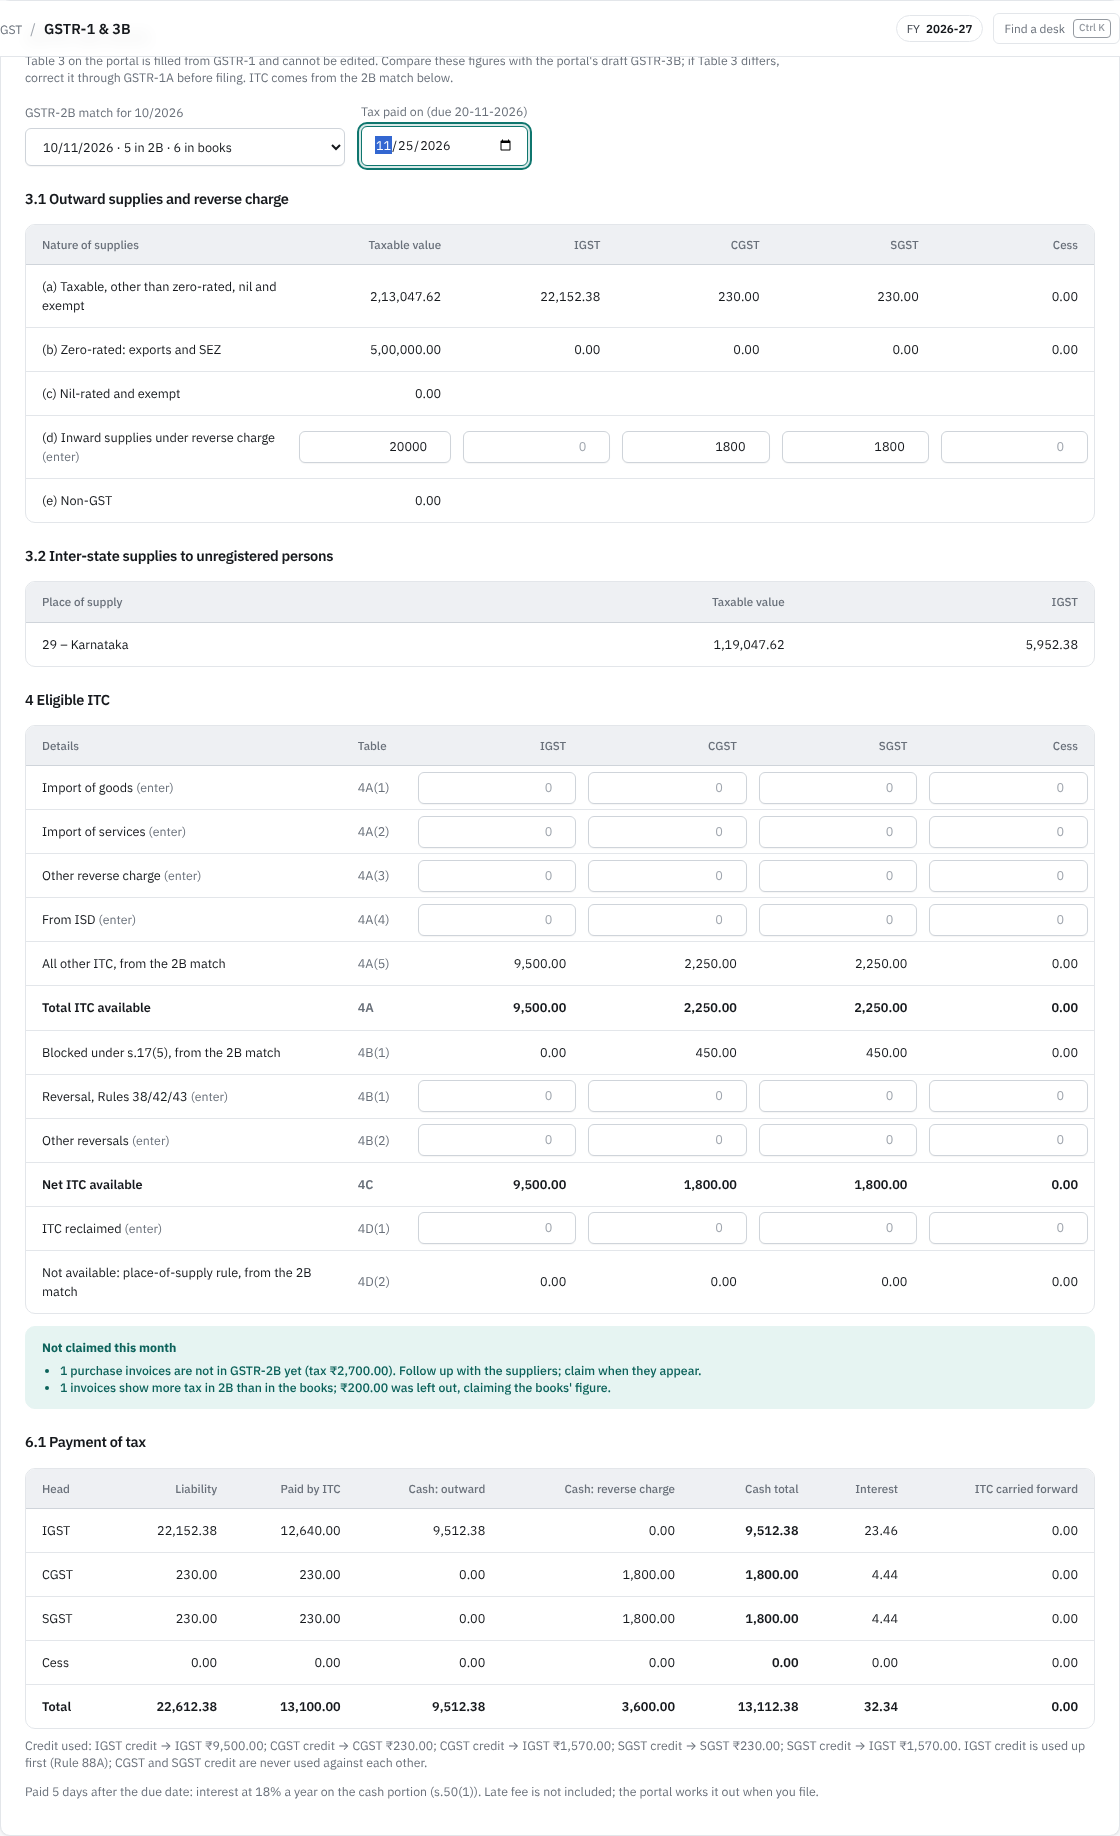 GST / GSTR-1 & 3B
FY 2026-27
Find a desk Ctrl K
Table 3 on the portal is filled from GSTR-1 and cannot be edited. Compare these figures with the portal's draft GSTR-3B; if Table 3 differs,
correct it through GSTR-1A before filing. ITC comes from the 2B match below.
GSTR-2B match for 10/2026
Tax paid on (due 20-11-2026)
10/11/2026 · 5 in 2B · 6 in books
11/25/2026
3.1 Outward supplies and reverse charge
Nature of supplies Taxable value IGST CGST SGST Cess
(a) Taxable, other than zero-rated, nil and
exempt
2,13,047.62 22,152.38 230.00 230.00 0.00
(b) Zero-rated: exports and SEZ 5,00,000.00 0.00 0.00 0.00 0.00
(c) Nil-rated and exempt 0.00
(d) Inward supplies under reverse charge
(enter)
20000 0 1800 1800 0
(e) Non-GST 0.00
3.2 Inter-state supplies to unregistered persons
Place of supply Taxable value IGST
29 – Karnataka 1,19,047.62 5,952.38
4 Eligible ITC
Details Table IGST CGST SGST Cess
Import of goods (enter) 4A(1) 0 0 0 0
Import of services (enter) 4A(2) 0 0 0 0
Other reverse charge (enter) 4A(3) 0 0 0 0
From ISD (enter) 4A(4) 0 0 0 0
All other ITC, from the 2B match 4A(5) 9,500.00 2,250.00 2,250.00 0.00
Total ITC available 4A 9,500.00 2,250.00 2,250.00 0.00
Blocked under s.17(5), from the 2B match 4B(1) 0.00 450.00 450.00 0.00
Reversal, Rules 38/42/43 (enter) 4B(1) 0 0 0 0
Other reversals (enter) 4B(2) 0 0 0 0
Net ITC available 4C 9,500.00 1,800.00 1,800.00 0.00
ITC reclaimed (enter) 4D(1) 0 0 0 0
Not available: place-of-supply rule, from the 2B
match
4D(2) 0.00 0.00 0.00 0.00
Not claimed this month
• 1 purchase invoices are not in GSTR-2B yet (tax ₹2,700.00). Follow up with the suppliers; claim when they appear.
• 1 invoices show more tax in 2B than in the books; ₹200.00 was left out, claiming the books' figure.
6.1 Payment of tax
Head Liability Paid by ITC Cash: outward Cash: reverse charge Cash total Interest ITC carried forward
IGST 22,152.38 12,640.00 9,512.38 0.00 9,512.38 23.46 0.00
CGST 230.00 230.00 0.00 1,800.00 1,800.00 4.44 0.00
SGST 230.00 230.00 0.00 1,800.00 1,800.00 4.44 0.00
Cess 0.00 0.00 0.00 0.00 0.00 0.00 0.00
Total 22,612.38 13,100.00 9,512.38 3,600.00 13,112.38 32.34 0.00
Credit used: IGST credit → IGST ₹9,500.00; CGST credit → CGST ₹230.00; CGST credit → IGST ₹1,570.00; SGST credit → SGST ₹230.00; SGST credit → IGST ₹1,570.00. IGST credit is used up
first (Rule 88A); CGST and SGST credit are never used against each other.
Paid 5 days after the due date: interest at 18% a year on the cash portion (s.50(1)). Late fee is not included; the portal works it out when you file.